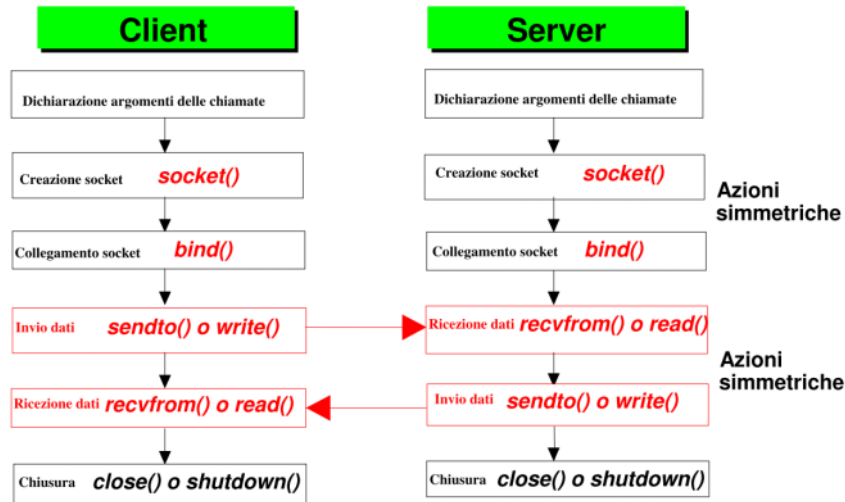 Client
Server
Dichiarazione argomenti delle chiamate
Dichiarazione argomenti delle chiamate
Creazione socket socket()
Creazione socket socket()
Azioni
simmetriche
Collegamento socket bind()
Collegamento socket bind()
Invio dati sendto() o write()
Ricezione dati recvfrom() o read()
Azioni
simmetriche
Ricezione dati recvfrom() o read()
Invio dati sendto() o write()
Chiusura close() o shutdown()
Chiusura close() o shutdown()